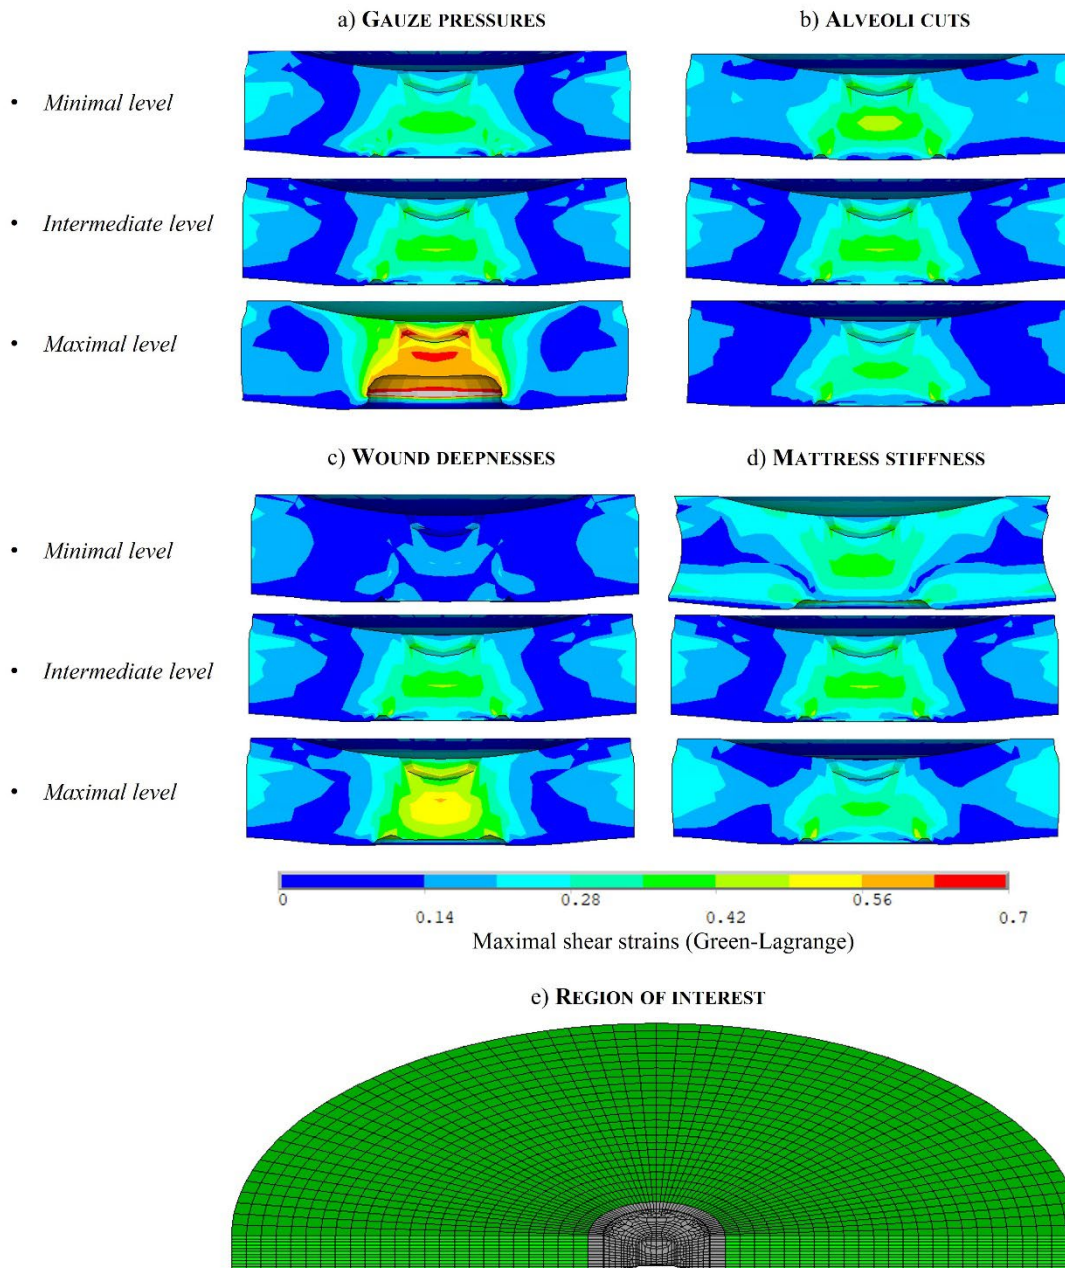 a) GAUZE PRESSURES
b) ALVEOLI CUTS
• Minimal level
• Intermediate level
• Maximal level
c) WOUND DEEPNESSES
d) MATTRESS STIFFNESS
• Minimal level
• Intermediate level
• Maximal level
0 0.14 0.28 0.42 0.56 0.7
Maximal shear strains (Green-Lagrange)
e) REGION OF INTEREST